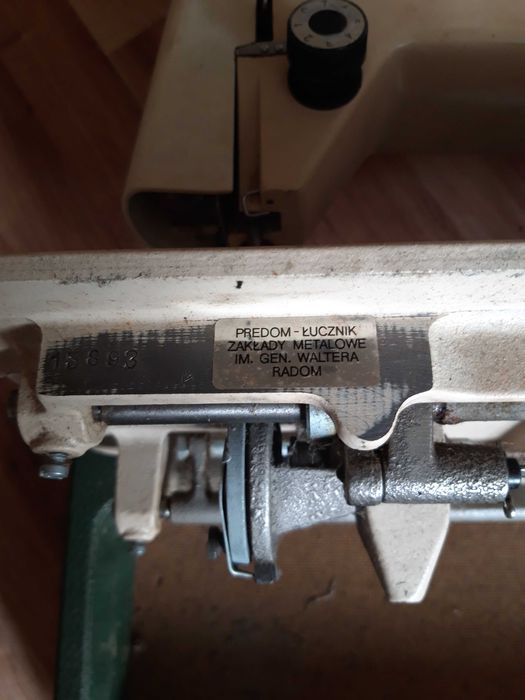 PREDOM - ŁUCZNIK
ZAKŁADY METALOWE
IM. GEN. WALTERA
RADOM